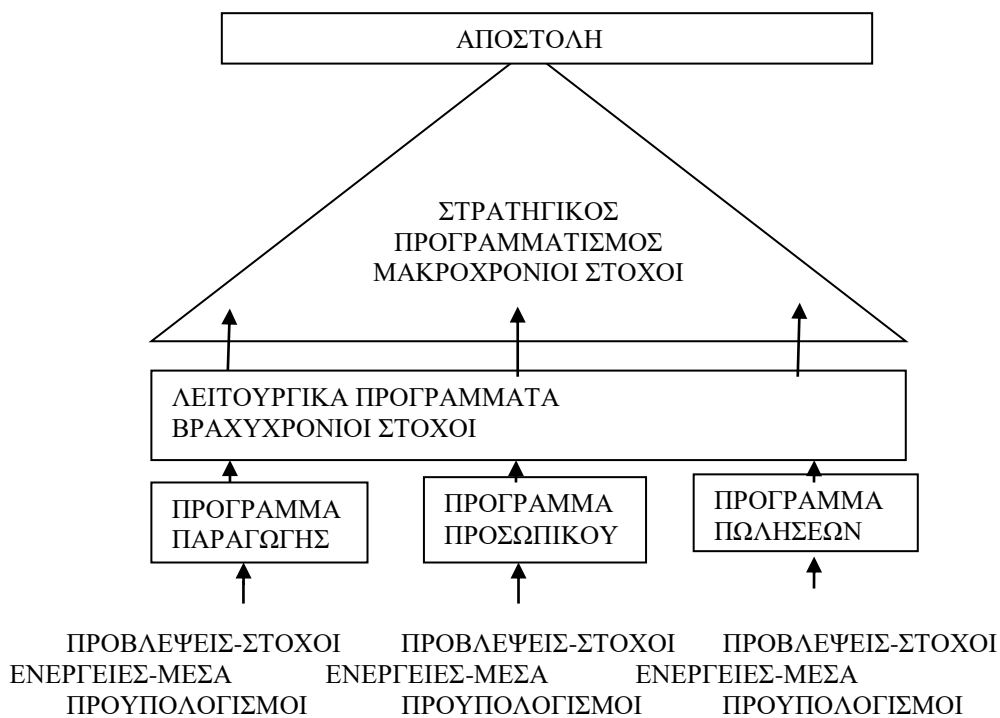 ΑΠΟΣΤΟΛΗ
ΣΤΡΑΤΗΓΙΚΟΣ
ΠΡΟΓΡΑΜΜΑΤΙΣΜΟΣ
ΜΑΚΡΟΧΡΟΝΙΟΙ ΣΤΟΧΟΙ
ΛΕΙΤΟΥΡΓΙΚΑ ΠΡΟΓΡΑΜΜΑΤΑ
ΒΡΑΧΥΧΡΟΝΙΟΙ ΣΤΟΧΟΙ
ΠΡΟΓΡΑΜΜΑ
ΠΑΡΑΓΩΓΗΣ
ΠΡΟΓΡΑΜΜΑ
ΠΡΟΣΩΠΙΚΟΥ
ΠΡΟΓΡΑΜΜΑ
ΠΩΛΗΣΕΩΝ
ΠΡΟΒΛΕΨΕΙΣ-ΣΤΟΧΟΙ ΠΡΟΒΛΕΨΕΙΣ-ΣΤΟΧΟΙ ΠΡΟΒΛΕΨΕΙΣ-ΣΤΟΧΟΙ
ΕΝΕΡΓΕΙΕΣ-ΜΕΣΑ ΕΝΕΡΓΕΙΕΣ-ΜΕΣΑ ΕΝΕΡΓΕΙΕΣ-ΜΕΣΑ
ΠΡΟΥΠΟΛΟΓΙΣΜΟΙ ΠΡΟΥΠΟΛΟΓΙΣΜΟΙ ΠΡΟΥΠΟΛΟΓΙΣΜΟΙ